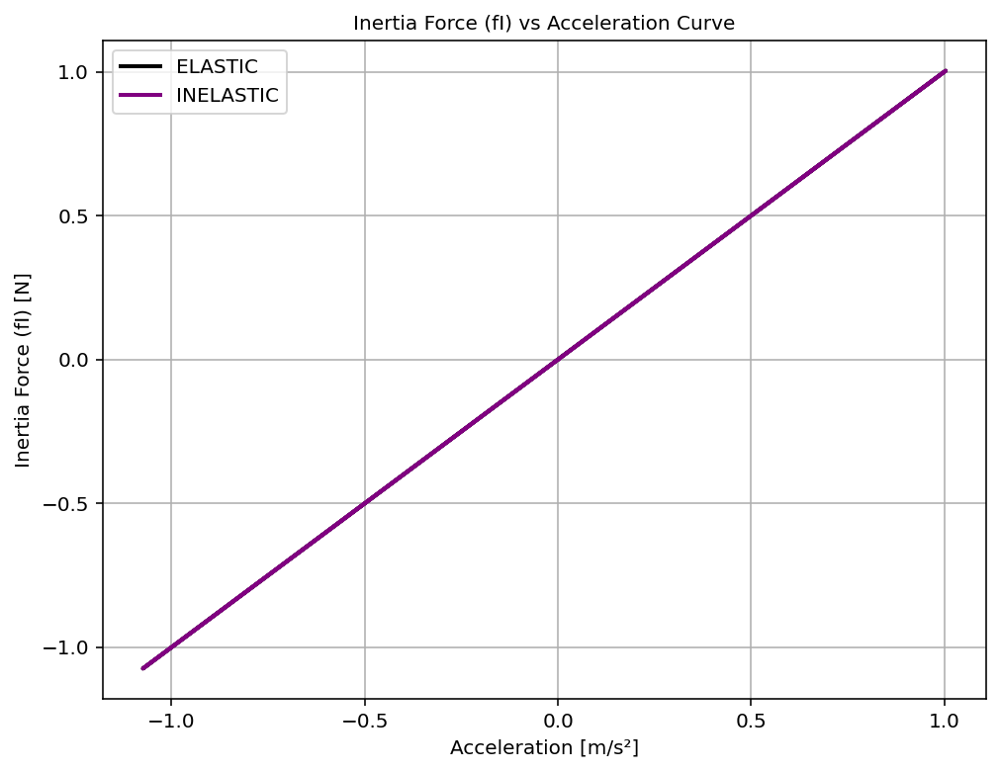 Inertia Force (fI) vs Acceleration Curve
ELASTIC
INELASTIC
Inertia Force (fI) [N]
1.0
0.5
0.0
−0.5
−1.0
−1.0
−0.5
0.0
0.5
1.0
Acceleration [m/s²]